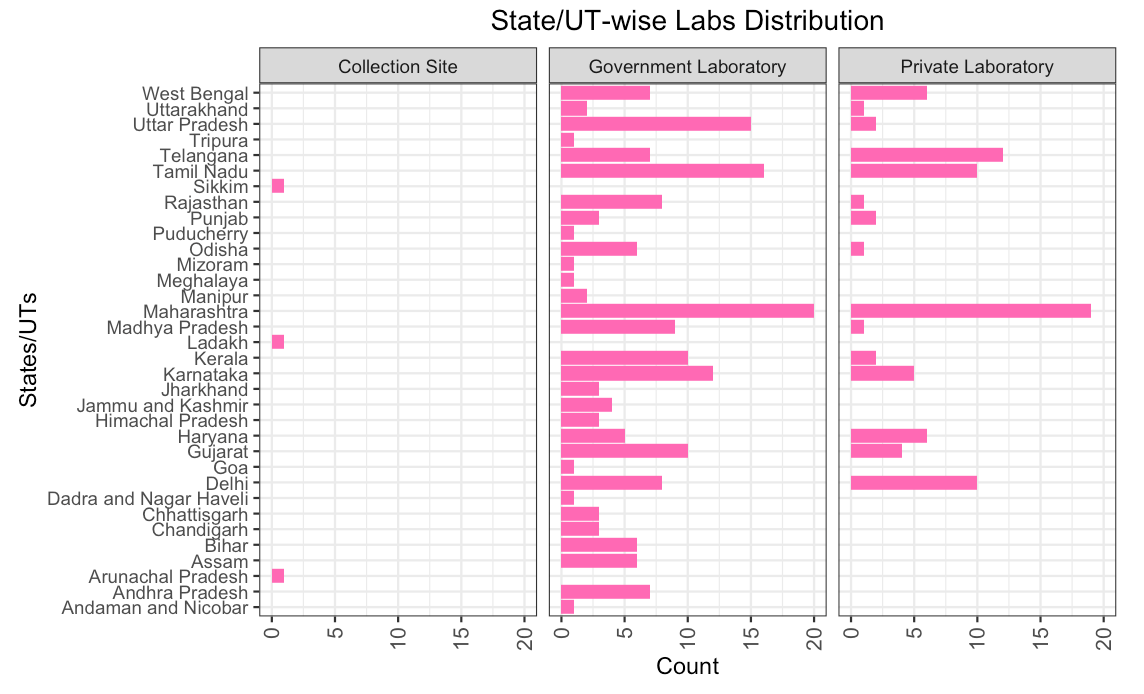 State/UT-wise Labs Distribution
Collection Site
Government Laboratory
Private Laboratory
States/UTs
West Bengal
Uttarakhand
Uttar Pradesh
Tripura
Telangana
Tamil Nadu
Sikkim
Rajasthan
Punjab
Puducherry
Odisha
Mizoram
Meghalaya
Manipur
Maharashtra
Madhya Pradesh
Ladakh
Kerala
Karnataka
Jharkhand
Jammu and Kashmir
Himachal Pradesh
Haryana
Gujarat
Goa
Delhi
Dadra and Nagar Haveli
Chhattisgarh
Chandigarh
Bihar
Assam
Arunachal Pradesh
Andhra Pradesh
Andaman and Nicobar
0 5 10 15 20
0 5 10 15 20
0 5 10 15 20
Count